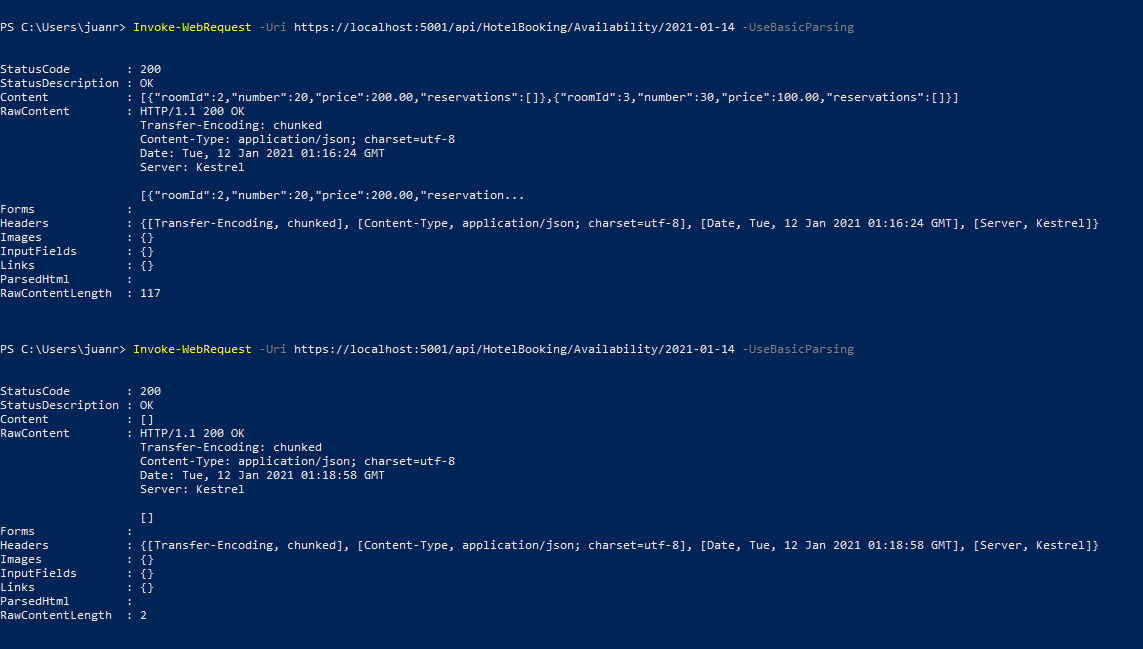 PS C:\Users\juanr> Invoke-WebRequest -Uri https://localhost:5001/api/HotelBooking/Availability/2021-01-14 -UseBasicParsing
StatusCode        : 200
StatusDescription : OK
Content           : [{"roomId":2,"number":20,"price":200.00,"reservations":[]},{"roomId":3,"number":30,"price":100.00,"reservations":[]}]
RawContent        : HTTP/1.1 200 OK
                    Transfer-Encoding: chunked
                    Content-Type: application/json; charset=utf-8
                    Date: Tue, 12 Jan 2021 01:16:24 GMT
                    Server: Kestrel
                    [{"roomId":2,"number":20,"price":200.00,"reservation...
Forms             :
Headers           : {[Transfer-Encoding, chunked], [Content-Type, application/json; charset=utf-8], [Date, Tue, 12 Jan 2021 01:16:24 GMT], [Server, Kestrel]}
Images            : {}
InputFields       : {}
Links             : {}
ParsedHtml        :
RawContentLength  : 117
PS C:\Users\juanr> Invoke-WebRequest -Uri https://localhost:5001/api/HotelBooking/Availability/2021-01-14 -UseBasicParsing
StatusCode        : 200
StatusDescription : OK
Content           : []
RawContent        : HTTP/1.1 200 OK
                    Transfer-Encoding: chunked
                    Content-Type: application/json; charset=utf-8
                    Date: Tue, 12 Jan 2021 01:18:58 GMT
                    Server: Kestrel
                    []
Forms             :
Headers           : {[Transfer-Encoding, chunked], [Content-Type, application/json; charset=utf-8], [Date, Tue, 12 Jan 2021 01:18:58 GMT], [Server, Kestrel]}
Images            : {}
InputFields       : {}
Links             : {}
ParsedHtml        :
RawContentLength  : 2